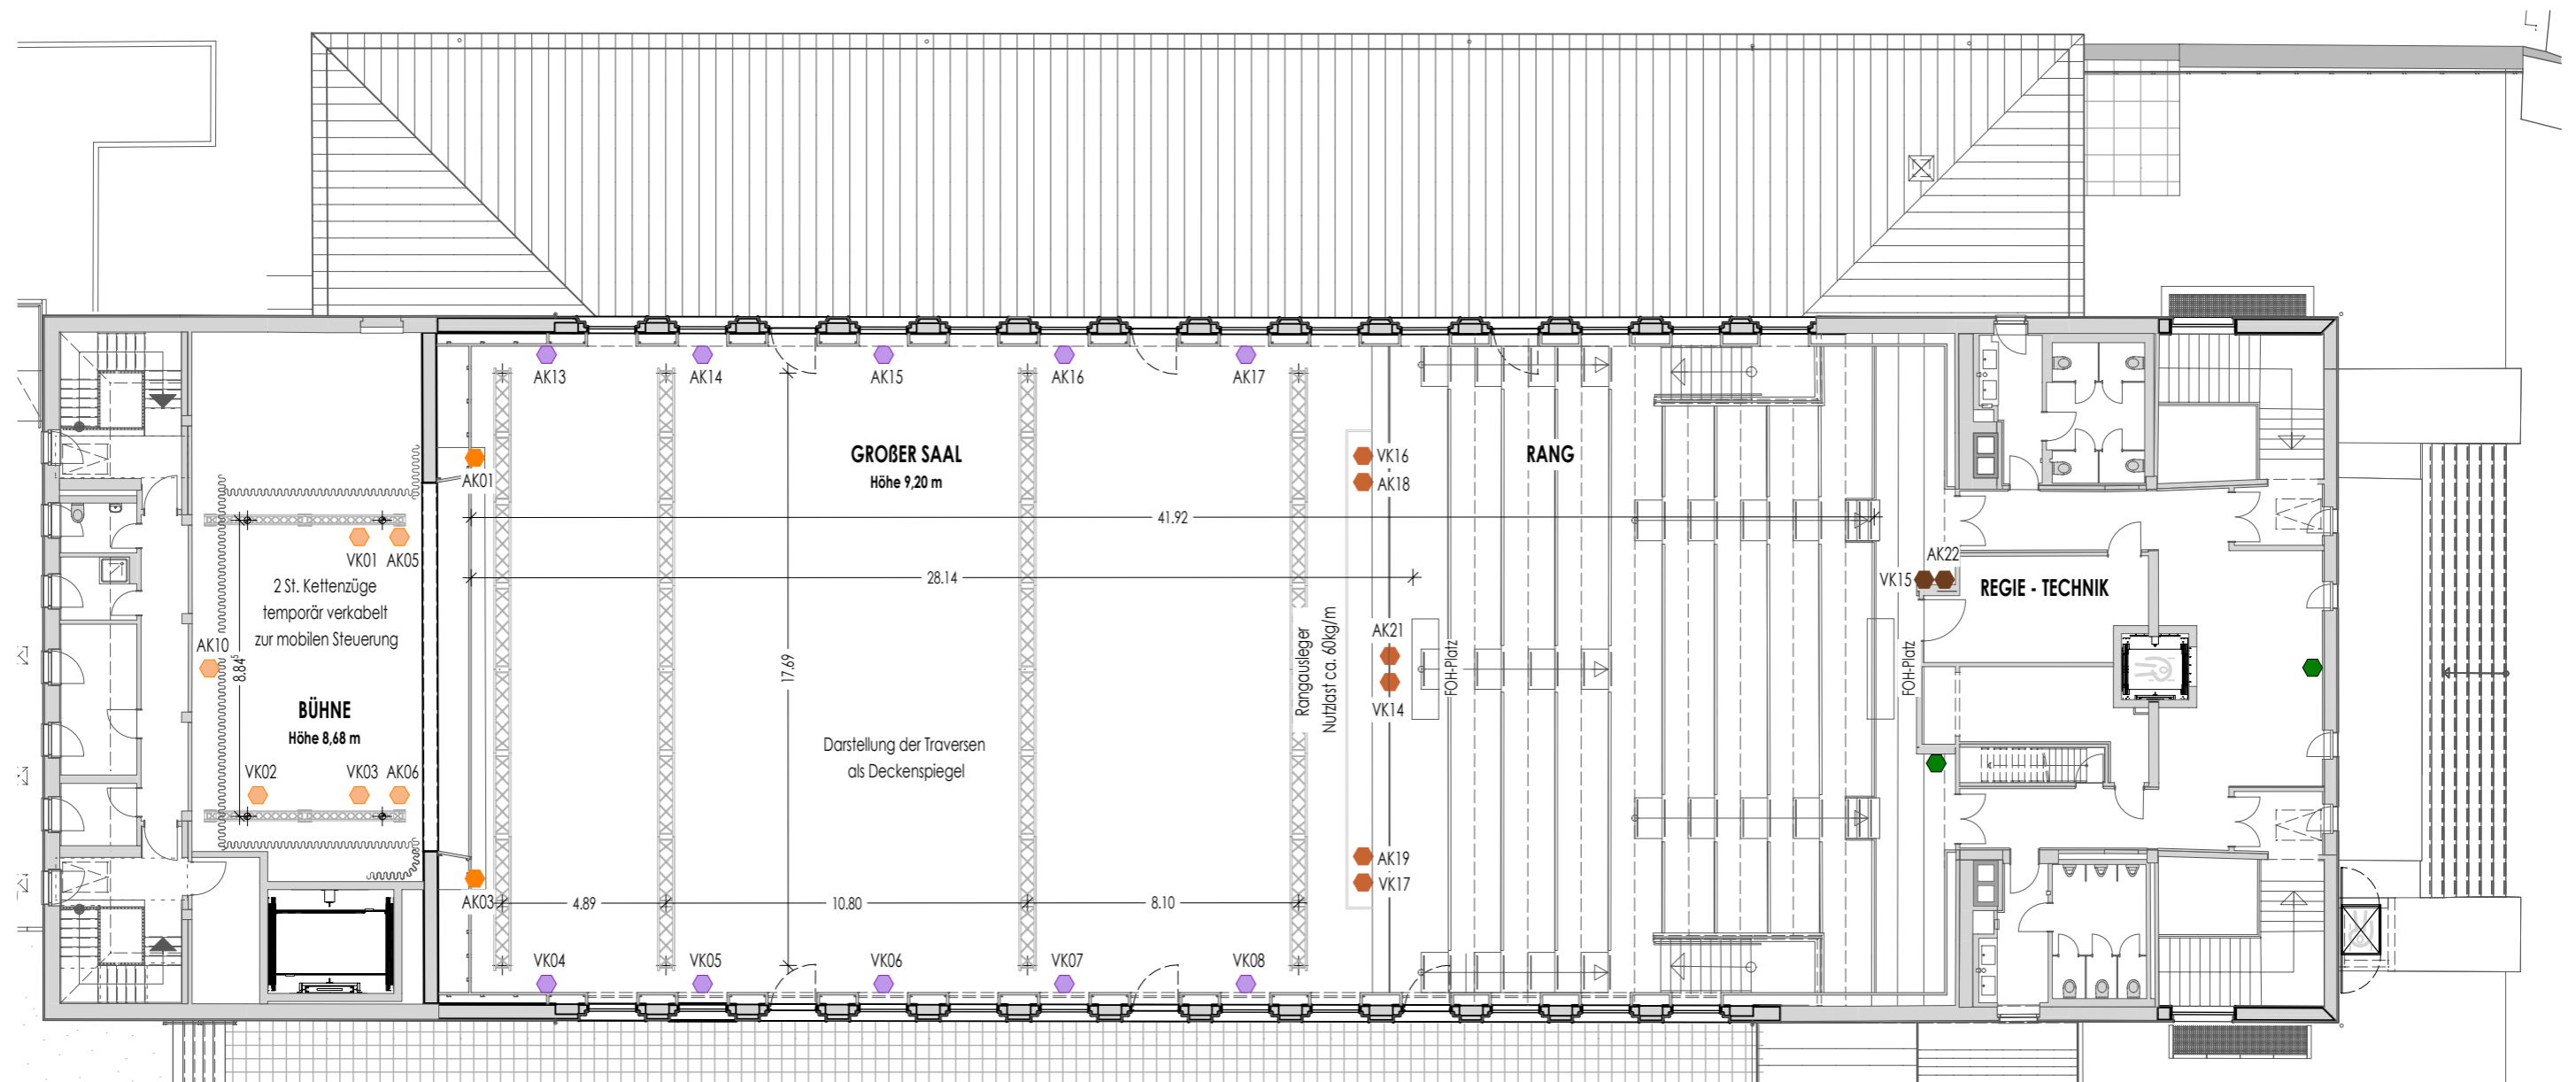 AK13
AK14
AK15
AK16
AK17
GROßER SAAL
Höhe 9,20 m
RANG
VK16
AK18
AK01
41.92
VK01
AK05
2 St. Kettenzüge
temporär verkabelt
zur mobilen Steuerung
28.14
AK22
VK15
REGIE - TECHNIK
AK10
8.84⁵
17.69
Rangausleger
Nutzlast ca. 60kg/m
AK21
VK14
FOH-Platz
FOH-Platz
BÜHNE
Höhe 8,68 m
Darstellung der Traversen
als Deckenspiegel
VK02
VK03
AK06
AK19
VK17
AK03
4.89
10.80
8.10
VK04
VK05
VK06
VK07
VK08